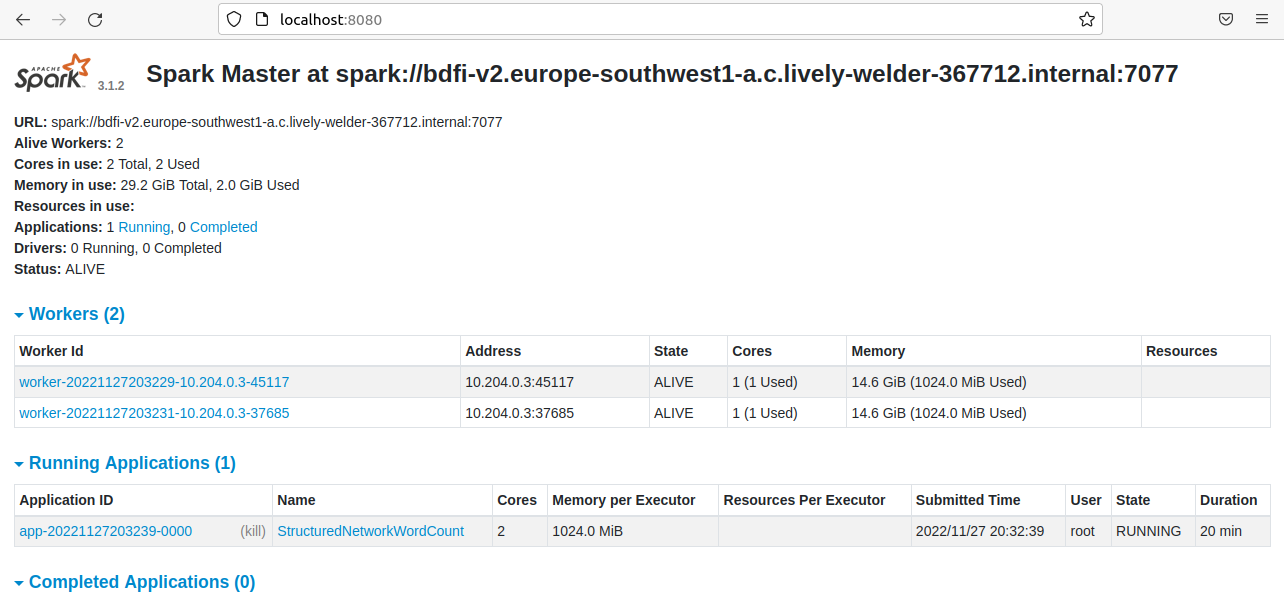 localhost:8080
APACHE Spark 3.1.2 Spark Master at spark://bdfi-v2.europe-southwest1-a.c.lively-welder-367712.internal:7077
URL: spark://bdfi-v2.europe-southwest1-a.c.lively-welder-367712.internal:7077
Alive Workers: 2
Cores in use: 2 Total, 2 Used
Memory in use: 29.2 GiB Total, 2.0 GiB Used
Resources in use:
Applications: 1 Running, 0 Completed
Drivers: 0 Running, 0 Completed
Status: ALIVE
Workers (2)
Worker Id Address State Cores Memory Resources
worker-20221127203229-10.204.0.3-45117 10.204.0.3:45117 ALIVE 1 (1 Used) 14.6 GiB (1024.0 MiB Used)
worker-20221127203231-10.204.0.3-37685 10.204.0.3:37685 ALIVE 1 (1 Used) 14.6 GiB (1024.0 MiB Used)
Running Applications (1)
Application ID Name Cores Memory per Executor Resources Per Executor Submitted Time User State Duration
app-20221127203239-0000 (kill) StructuredNetworkWordCount 2 1024.0 MiB 2022/11/27 20:32:39 root RUNNING 20 min
Completed Applications (0)